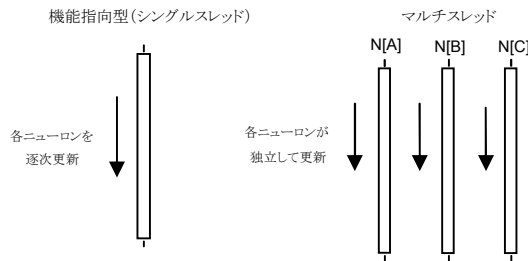 機能指向型(シングルスレッド)
各ニューロンを
逐次更新
マルチスレッド
N[A]
N[B]
N[C]
各ニューロンが
独立して更新